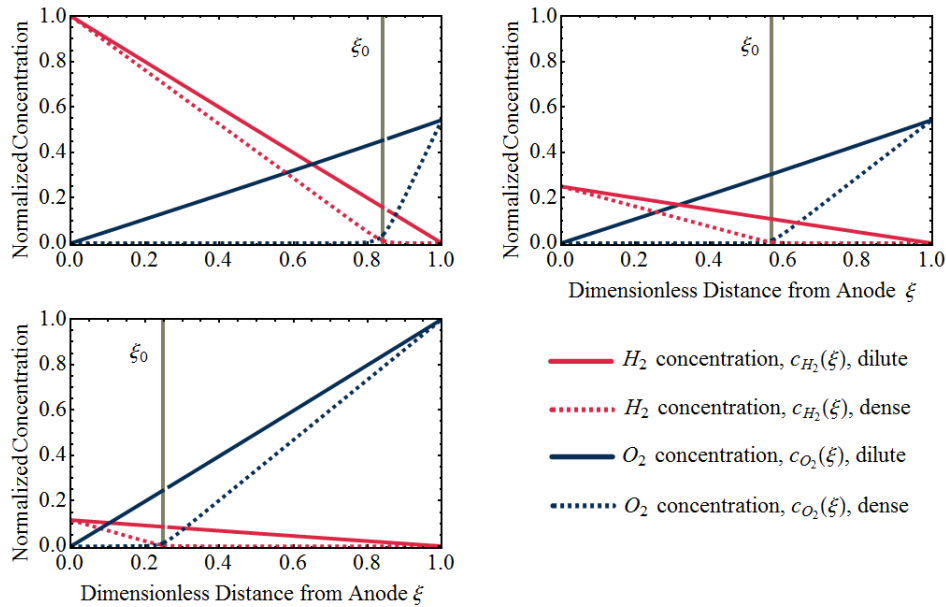 1.0
0.8
0.6
0.4
0.2
0.0
Normalized Concentration
ξ0
0.0 0.2 0.4 0.6 0.8 1.0
1.0
0.8
0.6
0.4
0.2
0.0
Normalized Concentration
ξ0
0.0 0.2 0.4 0.6 0.8 1.0
Dimensionless Distance from Anode ξ
1.0
0.8
0.6
0.4
0.2
0.0
Normalized Concentration
ξ0
0.0 0.2 0.4 0.6 0.8 1.0
Dimensionless Distance from Anode ξ
H2 concentration, cH2(ξ), dilute
H2 concentration, cH2(ξ), dense
O2 concentration, cO2(ξ), dilute
O2 concentration, cO2(ξ), dense